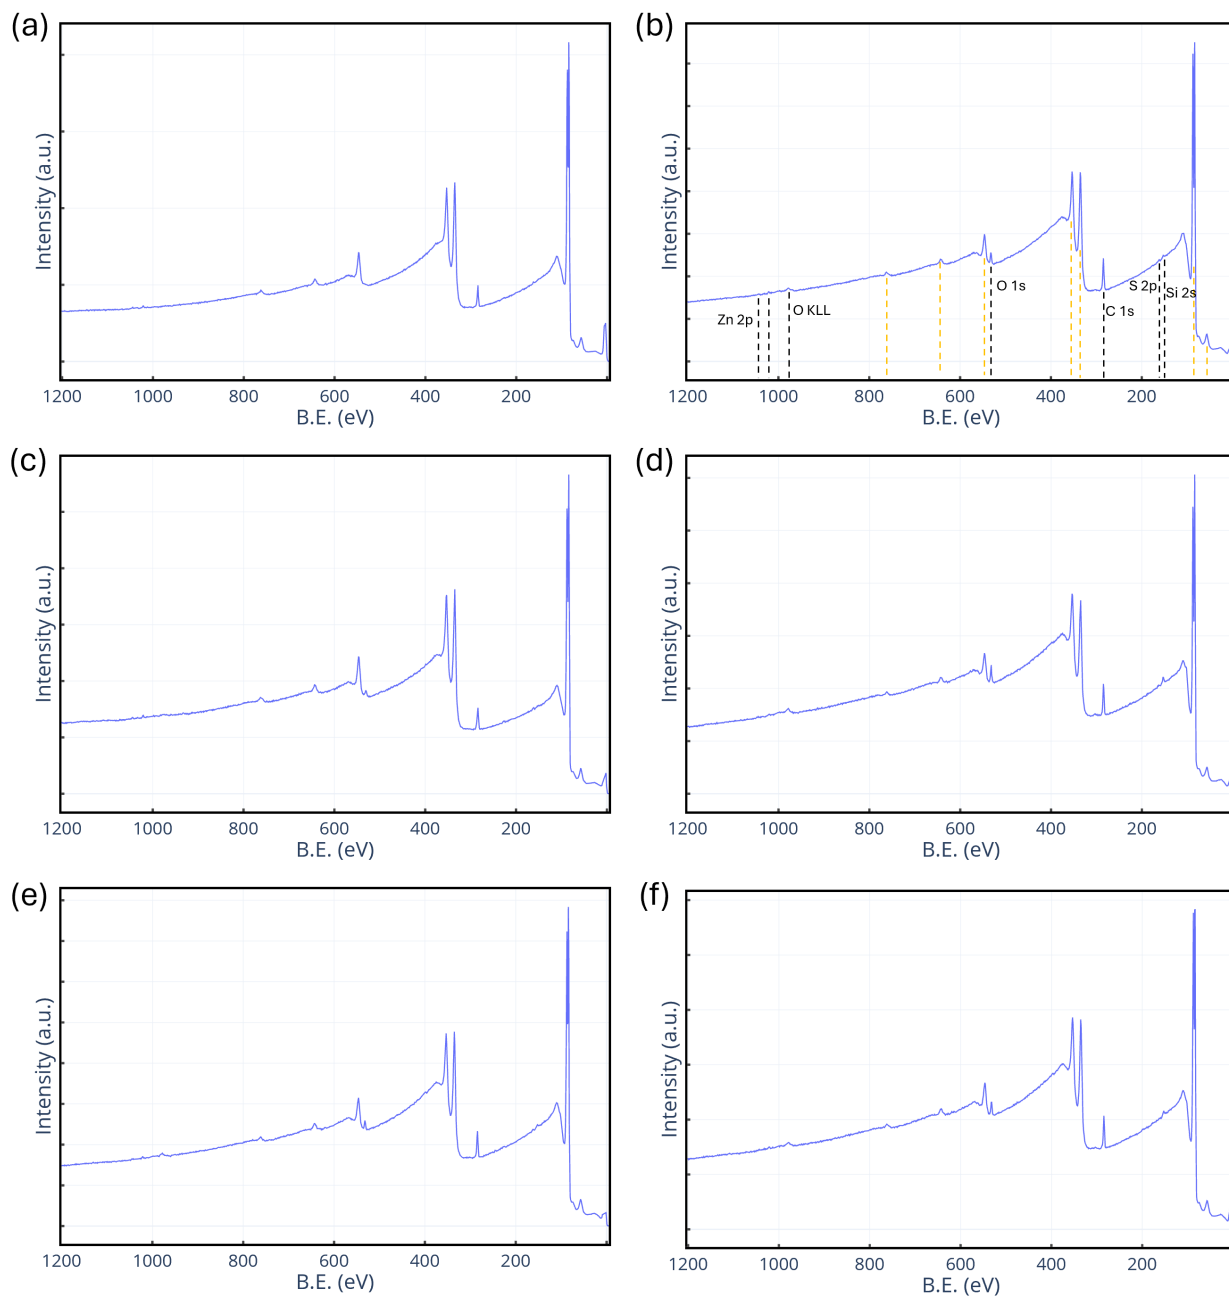 (a)
Intensity (a.u.)
1200 1000 800 600 400 200
B.E. (eV)
(b)
Intensity (a.u.)
Zn 2p
O KLL
O 1s
C 1s
S 2p
Si 2s
1200 1000 800 600 400 200
B.E. (eV)
(c)
Intensity (a.u.)
1200 1000 800 600 400 200
B.E. (eV)
(d)
Intensity (a.u.)
1200 1000 800 600 400 200
B.E. (eV)
(e)
Intensity (a.u.)
1200 1000 800 600 400 200
B.E. (eV)
(f)
Intensity (a.u.)
1200 1000 800 600 400 200
B.E. (eV)